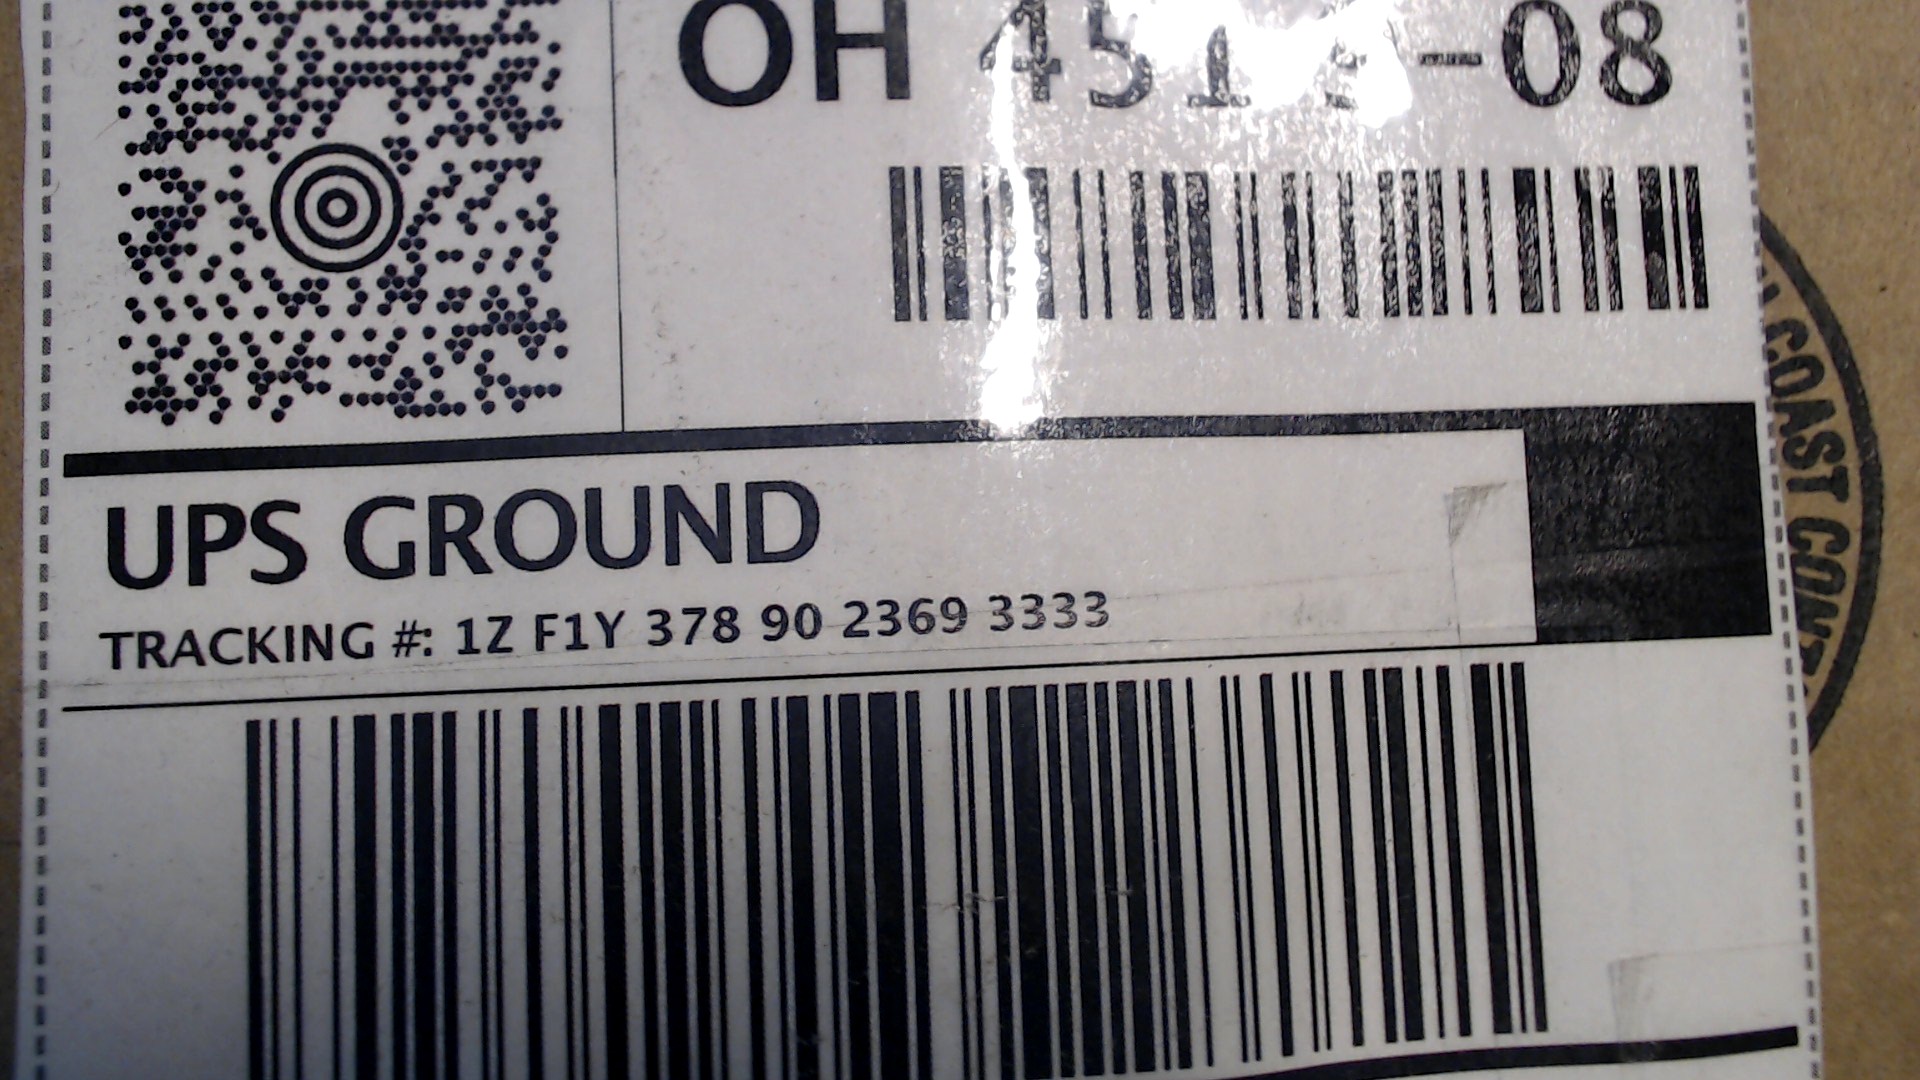 OH -08
UPS GROUND
TRACKING #: 1Z F1Y 378 90 2369 3333
COAST